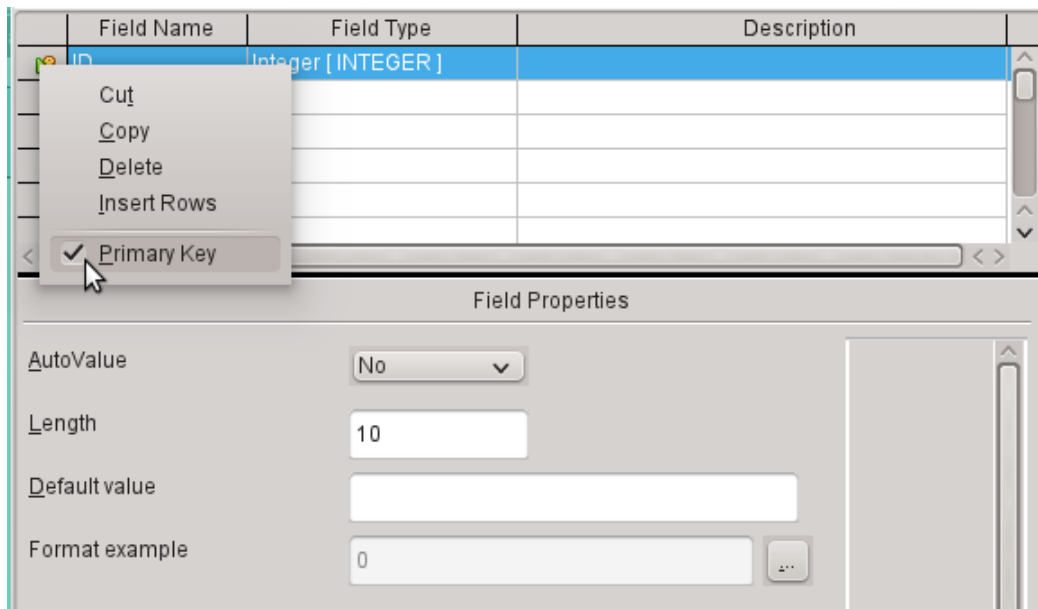 Field Name Field Type Description
ID Integer [ INTEGER ]
Cut
Copy
Delete
Insert Rows
Primary Key
Field Properties
AutoValue No
Length 10
Default value
Format example 0 ...